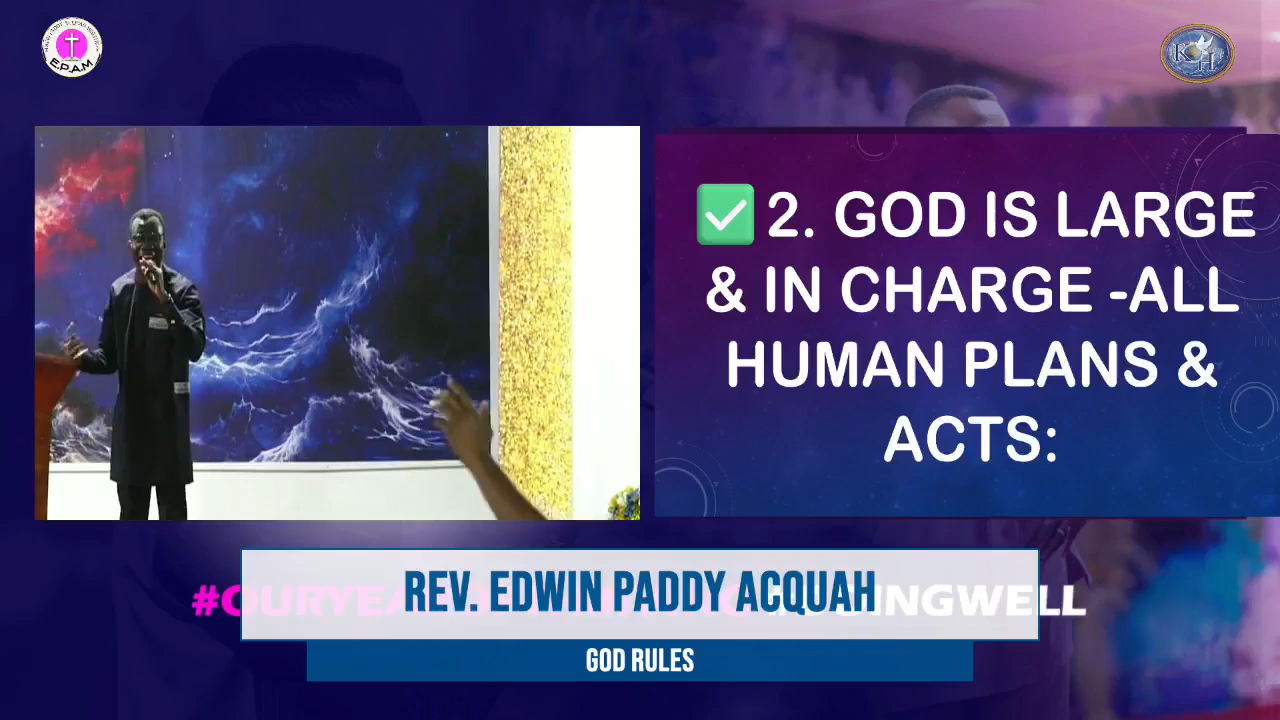 E.P.A.M
K H
✅ 2. GOD IS LARGE
& IN CHARGE -ALL
HUMAN PLANS &
ACTS:
REV. EDWIN PADDY ACQUAH
GOD RULES